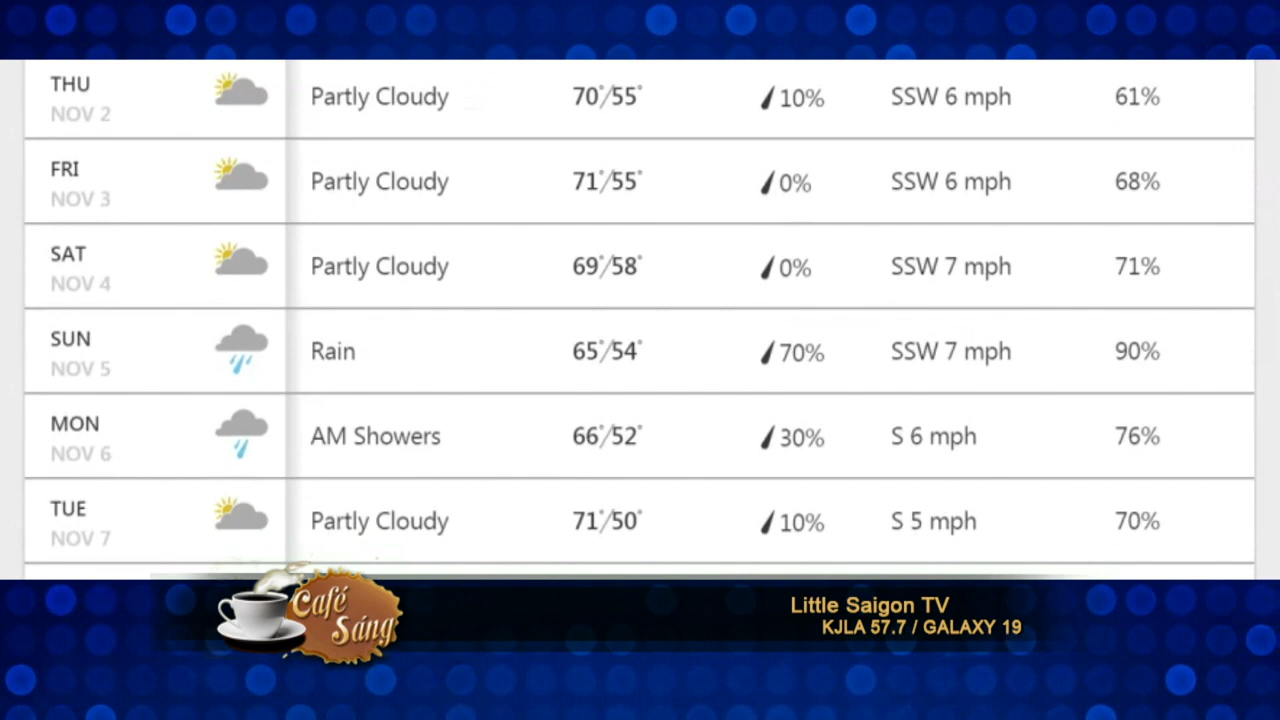 THU
NOV 2
Partly Cloudy 70°/55° 10% SSW 6 mph 61%
FRI
NOV 3
Partly Cloudy 71°/55° 0% SSW 6 mph 68%
SAT
NOV 4
Partly Cloudy 69°/58° 0% SSW 7 mph 71%
SUN
NOV 5
Rain 65°/54° 70% SSW 7 mph 90%
MON
NOV 6
AM Showers 66°/52° 30% S 6 mph 76%
TUE
NOV 7
Partly Cloudy 71°/50° 10% S 5 mph 70%
Café
Sáng
Little Saigon TV
KJLA 57.7 / GALAXY 19